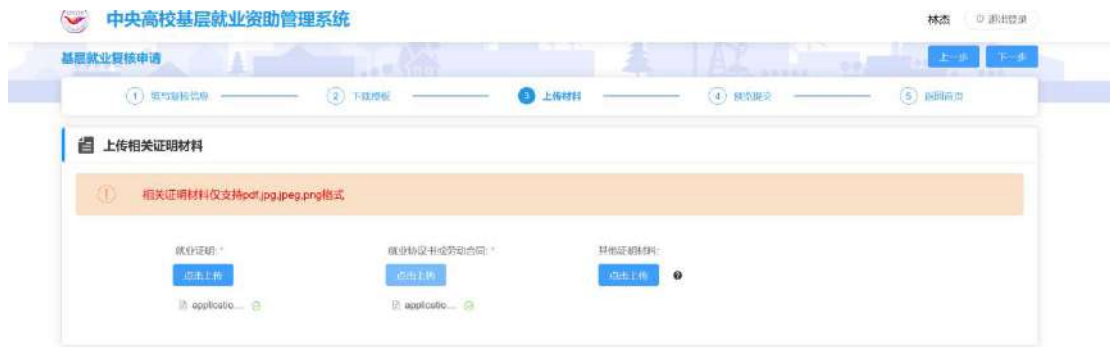 中央高校基层就业资助管理系统
林杰
退出登录
基层就业复核申请
上一步
下一步
1 填写复核信息
2 下载模板
3 上传材料
4 预览提交
5 返回首页
上传相关证明材料
相关证明材料仅支持pdf,jpg,jpeg,png格式
就业证明: *
就业协议书或劳动合同: *
其他证明材料:
点击上传
点击上传
点击上传
applicatio...
applicatio...